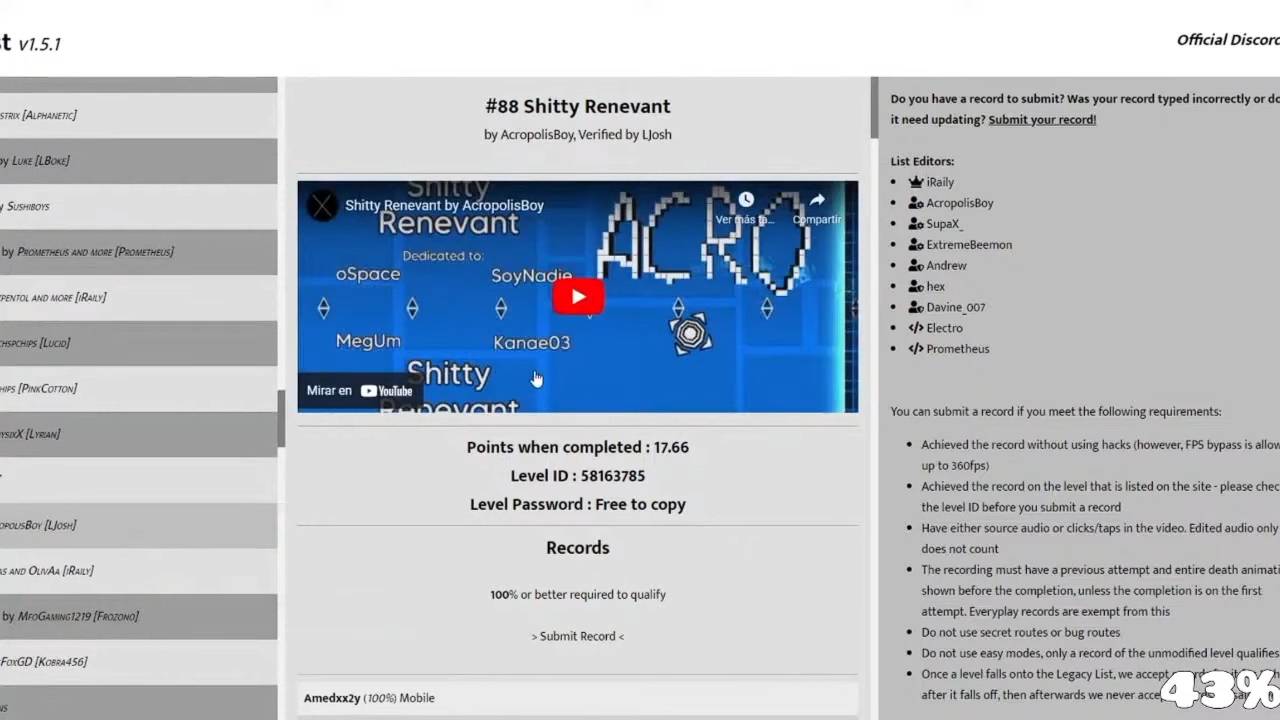 st v1.5.1
Official Discord
STRIX [ALPHANETIC]
by LUKE [LBOKE]
SUSHIBOYS
by PROMETHEUS AND MORE [PROMETHEUS]
AND MORE [IRAILY]
[LUCID]
[PINKCOTTON]
[LYRIAN]
[LJOSH]
AND OLIVAA [IRAILY]
by MFOGAMING1219 [FROZONO]
FOXGD [KOBRA456]
#88 Shitty Renevant
by AcropolisBoy, Verified by LJosh
Shitty
Renevant
Shitty Renevant by AcropolisBoy
Ver más ta...
Compartir
ACRO
Dedicated to:
oSpace
SoyNadie
MegUm
Kanae03
Shitty
Renevant
Mirar en YouTube
Points when completed : 17.66
Level ID : 58163785
Level Password : Free to copy
Records
100% or better required to qualify
> Submit Record <
Amedxx2y (100%) Mobile
Do you have a record to submit? Was your record typed incorrectly or do
it need updating? Submit your record!
List Editors:
iRaily
AcropolisBoy
SupaX_
ExtremeBeemon
Andrew
hex
Davine_007
Electro
Prometheus
You can submit a record if you meet the following requirements:
Achieved the record without using hacks (however, FPS bypass is allow
up to 360fps)
Achieved the record on the level that is listed on the site - please chec
the level ID before you submit a record
Have either source audio or clicks/taps in the video. Edited audio only
does not count
The recording must have a previous attempt and entire death animati
shown before the completion, unless the completion is on the first
attempt. Everyplay records are exempt from this
Do not use secret routes or bug routes
Do not use easy modes, only a record of the unmodified level qualifies
Once a level falls onto the Legacy List, we accept
after it falls off, then afterwards we never acce
43%